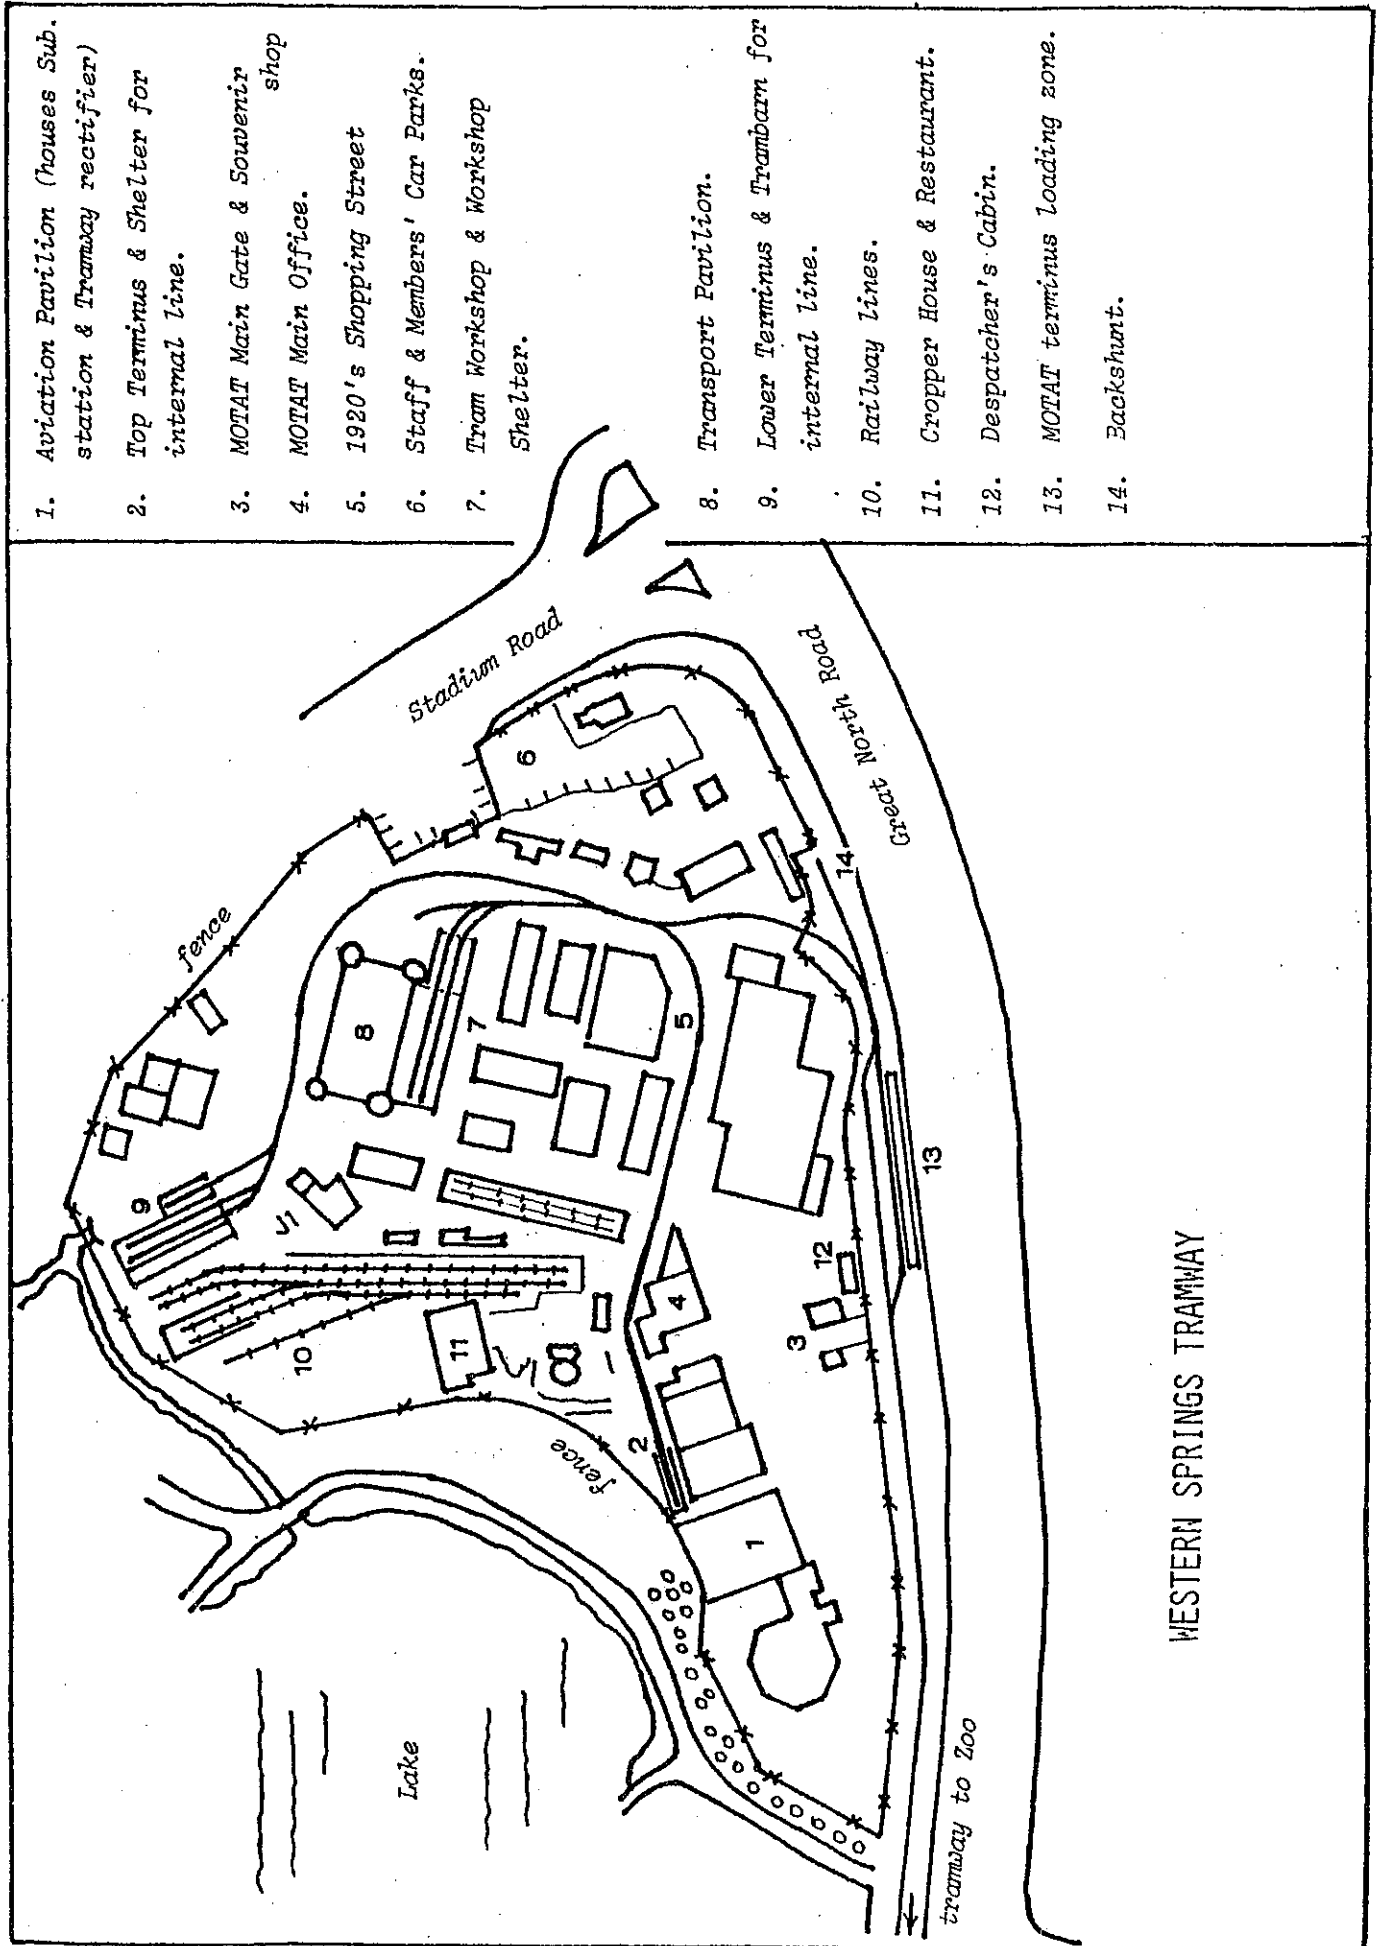 1. Aviation Pavilion (houses Sub.
station & Tramway rectifier)
2. Top Terminus & Shelter for
internal line.
3. MOTAT Main Gate & Souvenir
shop
4. MOTAT Main Office.
5. 1920's Shopping Street
6. Staff & Members' Car Parks.
7. Tram Workshop & Workshop
Shelter.
8. Transport Pavilion.
9. Lower Terminus & Trambarn for
internal line.
10. Railway lines.
11. Cropper House & Restaurant.
12. Despatcher's Cabin.
13. MOTAT terminus loading zone.
14. Backshunt.
Stadium Road
Great North Road
fence
fence
Lake
tramway to Zoo
1
2
3
4
5
6
7
8
9
10
11
12
13
14
J1
WESTERN SPRINGS TRAMWAY